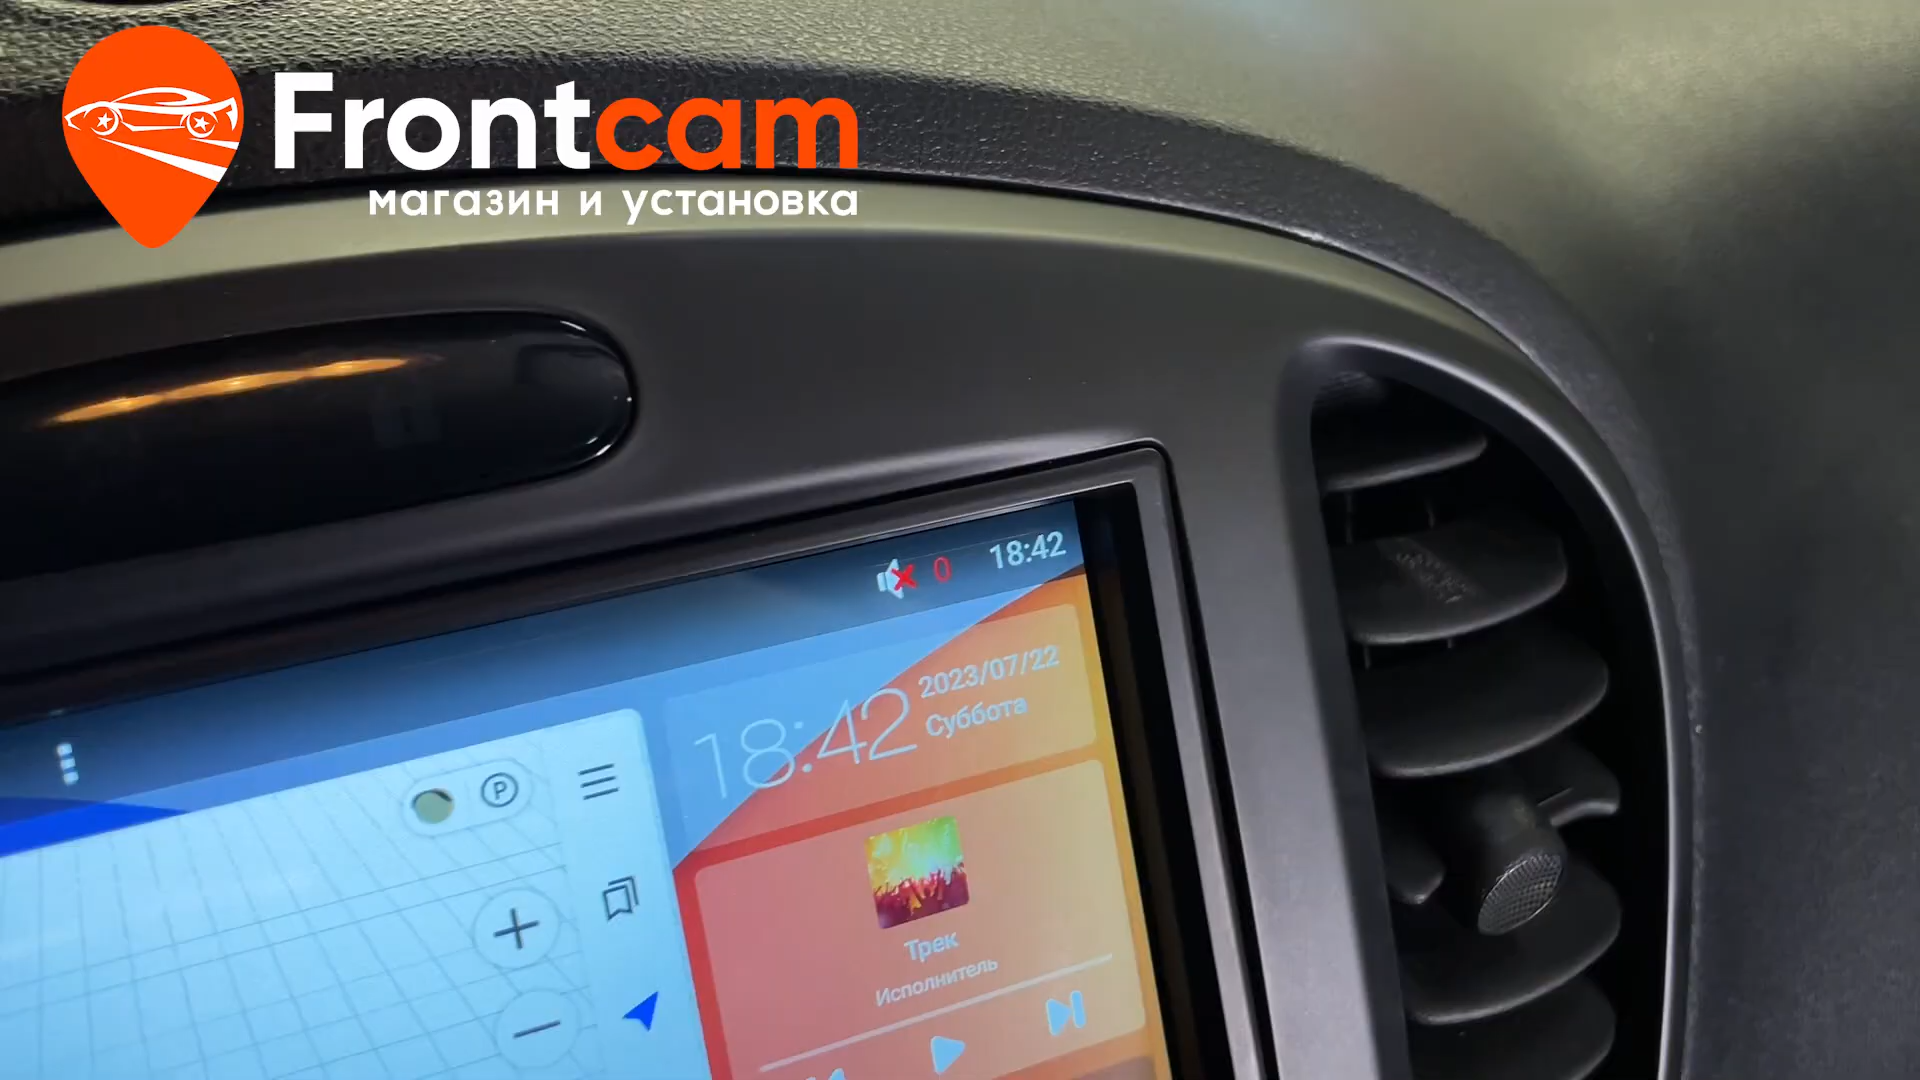 Frontcam
магазин и установка
0 18:42
18:42
2023/07/22
Суббота
P
Трек
Исполнитель